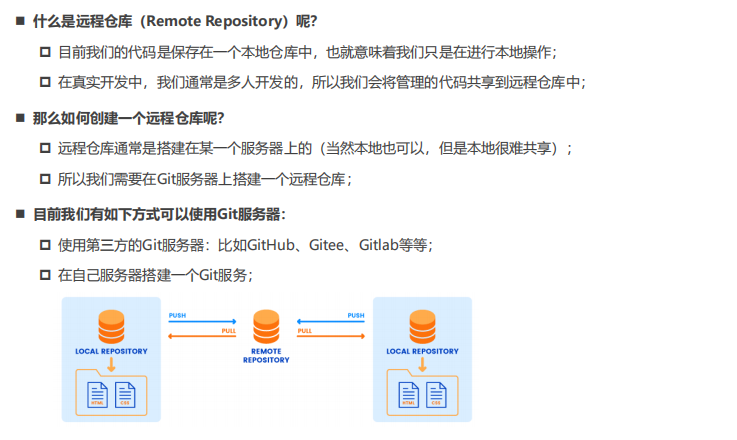 什么是远程仓库（Remote Repository）呢?
目前我们的代码是保存在一个本地仓库中，也就意味着我们只是在进行本地操作；
在真实开发中，我们通常是多人开发的，所以我们会将管理的代码共享到远程仓库中；
那么如何创建一个远程仓库呢?
远程仓库通常是搭建在某一个服务器上的（当然本地也可以，但是本地很难共享）；
所以我们需要在Git服务器上搭建一个远程仓库；
目前我们有如下方式可以使用Git服务器：
使用第三方的Git服务器：比如GitHub、Gitee、Gitlab等等；
在自己服务器搭建一个Git服务；
PUSH
PULL
PUSH
PULL
LOCAL REPOSITORY
REMOTE
REPOSITORY
LOCAL REPOSITORY
HTML
CSS
HTML
CSS